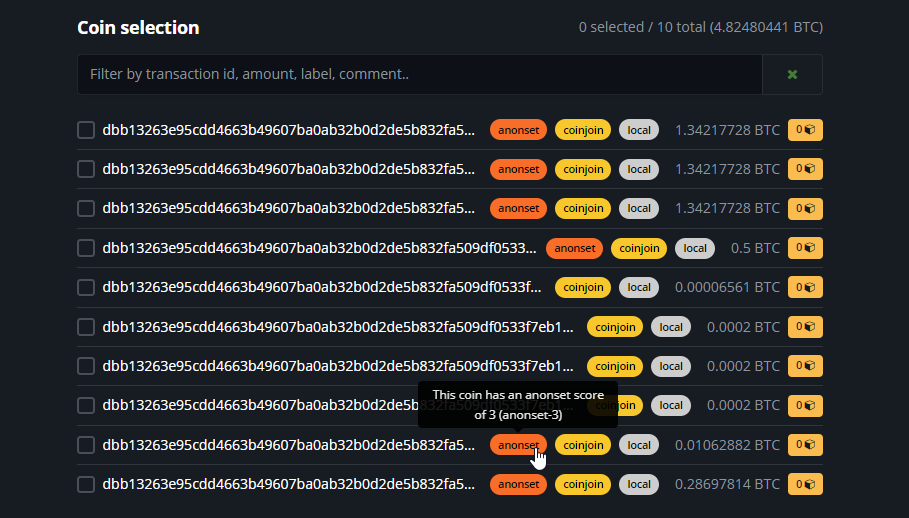 Coin selection 0 selected / 10 total (4.82480441 BTC)
Filter by transaction id, amount, label, comment..
dbb13263e95cdd4663b49607ba0ab32b0d2de5b832fa5... anonset coinjoin local 1.34217728 BTC 0
dbb13263e95cdd4663b49607ba0ab32b0d2de5b832fa5... anonset coinjoin local 1.34217728 BTC 0
dbb13263e95cdd4663b49607ba0ab32b0d2de5b832fa5... anonset coinjoin local 1.34217728 BTC 0
dbb13263e95cdd4663b49607ba0ab32b0d2de5b832fa509df0533... anonset coinjoin local 0.5 BTC 0
dbb13263e95cdd4663b49607ba0ab32b0d2de5b832fa509df0533f... coinjoin local 0.00006561 BTC 0
dbb13263e95cdd4663b49607ba0ab32b0d2de5b832fa509df0533f7eb1... coinjoin local 0.0002 BTC 0
dbb13263e95cdd4663b49607ba0ab32b0d2de5b832fa509df0533f7eb1... coinjoin local 0.0002 BTC 0
This coin has an anonset score
of 3 (anonset-3)
dbb13263e95cdd4663b49607ba0ab32b0d2de5b832fa509df0533f7eb1... coinjoin local 0.0002 BTC 0
dbb13263e95cdd4663b49607ba0ab32b0d2de5b832fa5... anonset coinjoin local 0.01062882 BTC 0
dbb13263e95cdd4663b49607ba0ab32b0d2de5b832fa5... anonset coinjoin local 0.28697814 BTC 0